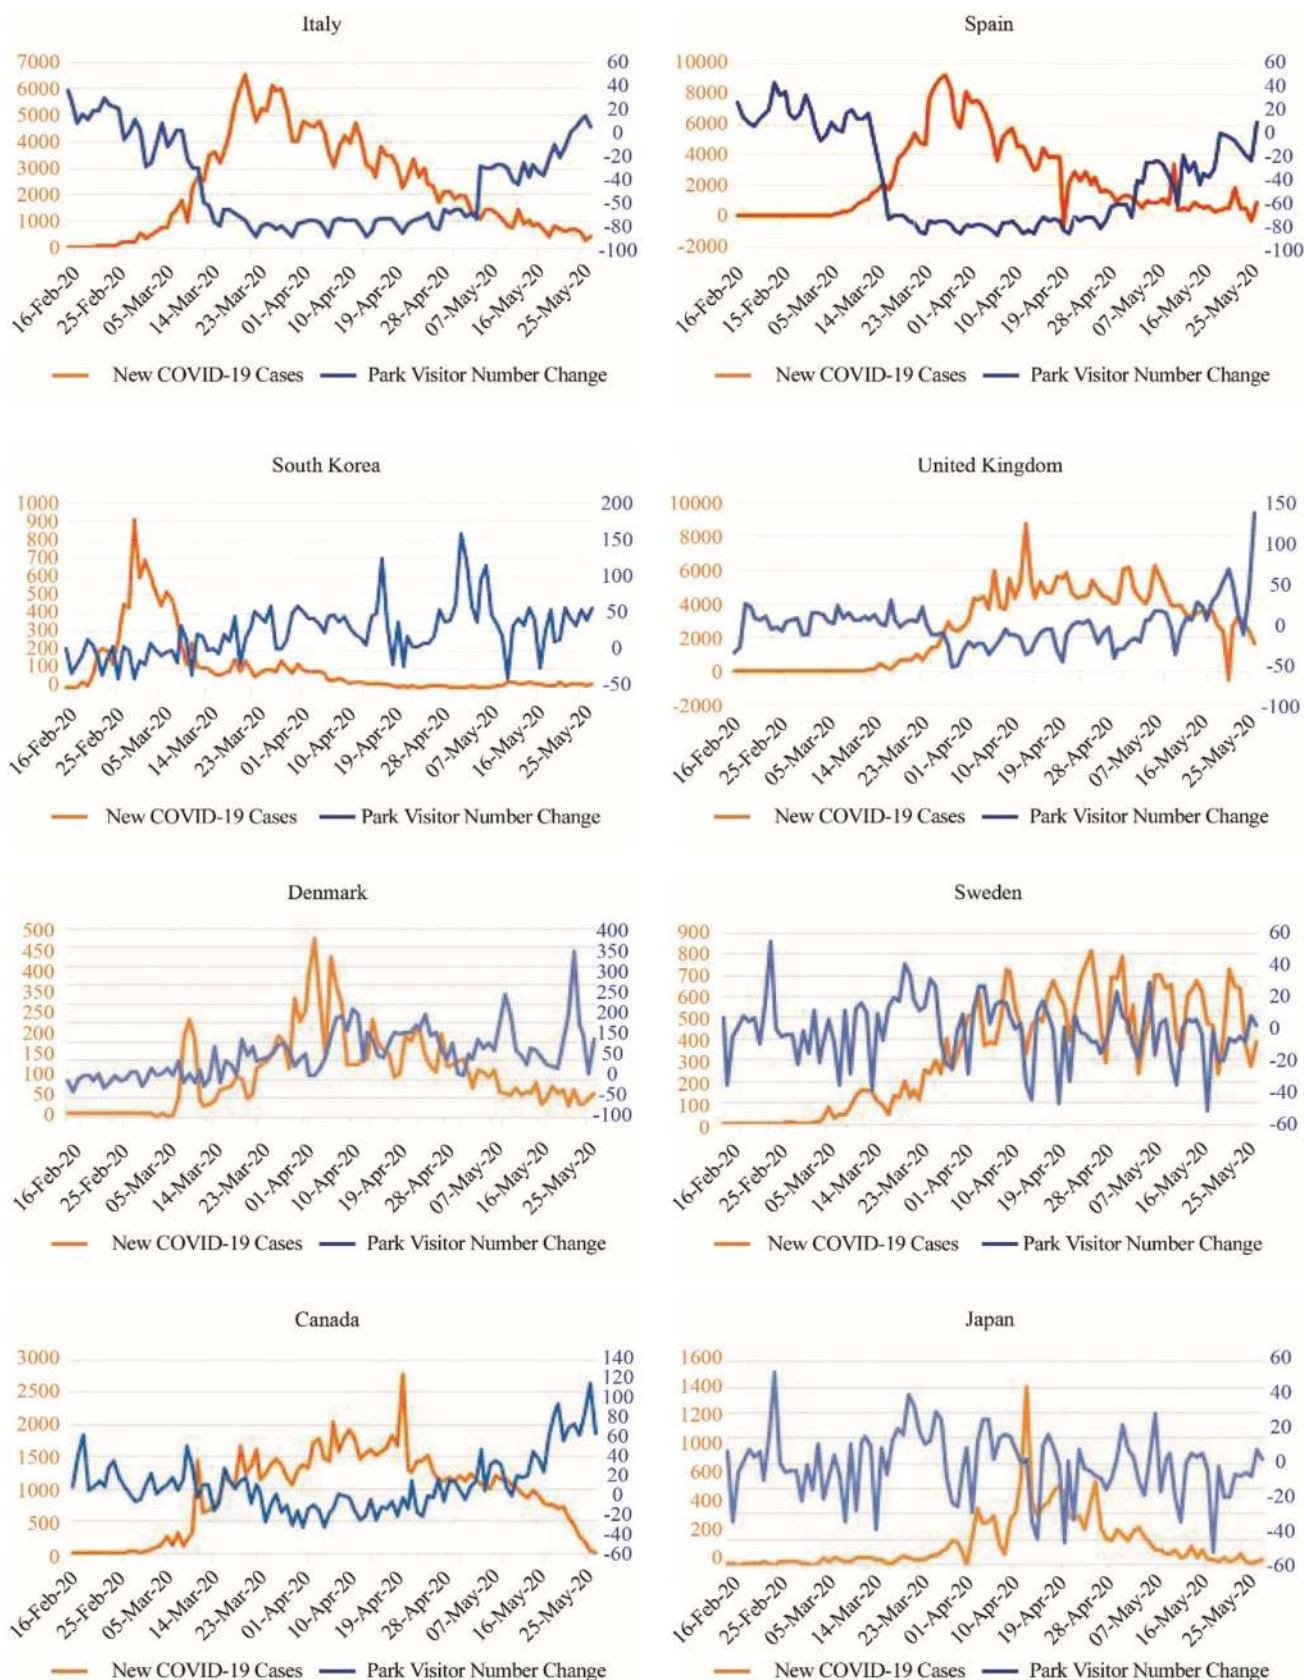 Italy
7000
6000
5000
4000
3000
2000
1000
0
60
40
20
0
-20
-40
-50
-60
-80
-100
16-Feb-20
25-Feb-20
05-Mar-20
14-Mar-20
23-Mar-20
01-Apr-20
10-Apr-20
19-Apr-20
28-Apr-20
07-May-20
16-May-20
25-May-20
New COVID-19 Cases Park Visitor Number Change
Spain
10000
8000
6000
4000
2000
0
-2000
60
40
20
0
-20
-40
-60
-80
-100
16-Feb-20
15-Feb-20
05-Mar-20
14-Mar-20
23-Mar-20
01-Apr-20
10-Apr-20
19-Apr-20
28-Apr-20
07-May-20
16-May-20
25-May-20
New COVID-19 Cases Park Visitor Number Change
South Korea
1000
900
800
700
600
500
400
300
200
100
0
200
150
100
50
0
-50
16-Feb-20
25-Feb-20
05-Mar-20
14-Mar-20
23-Mar-20
01-Apr-20
10-Apr-20
19-Apr-20
28-Apr-20
07-May-20
16-May-20
25-May-20
New COVID-19 Cases Park Visitor Number Change
United Kingdom
10000
8000
6000
4000
2000
0
-2000
150
100
50
0
-50
-100
16-Feb-20
25-Feb-20
05-Mar-20
14-Mar-20
23-Mar-20
01-Apr-20
10-Apr-20
19-Apr-20
28-Apr-20
07-May-20
16-May-20
25-May-20
New COVID-19 Cases Park Visitor Number Change
Denmark
500
450
400
350
250
200
150
100
50
0
400
350
300
250
200
150
50
0
-50
-100
16-Feb-20
25-Feb-20
05-Mar-20
14-Mar-20
23-Mar-20
01-Apr-20
10-Apr-20
19-Apr-20
28-Apr-20
07-May-20
16-May-20
25-May-20
New COVID-19 Cases Park Visitor Number Change
Sweden
900
800
700
600
500
400
300
200
100
0
60
40
20
0
-20
-40
-60
16-Feb-20
25-Feb-20
05-Mar-20
14-Mar-20
23-Mar-20
01-Apr-20
10-Apr-20
19-Apr-20
28-Apr-20
07-May-20
16-May-20
25-May-20
New COVID-19 Cases Park Visitor Number Change
Canada
3000
2500
2000
1500
1000
500
0
140
120
100
80
60
40
20
0
-20
-40
-60
16-Feb-20
25-Feb-20
05-Mar-20
14-Mar-20
23-Mar-20
01-Apr-20
10-Apr-20
19-Apr-20
28-Apr-20
07-May-20
16-May-20
25-May-20
New COVID-19 Cases Park Visitor Number Change
Japan
1600
1400
1200
1000
600
400
200
0
60
40
20
0
-20
-40
-60
16-Feb-20
25-Feb-20
05-Mar-20
14-Mar-20
23-Mar-20
01-Apr-20
10-Apr-20
19-Apr-20
28-Apr-20
07-May-20
16-May-20
25-May-20
New COVID-19 Cases Park Visitor Number Change